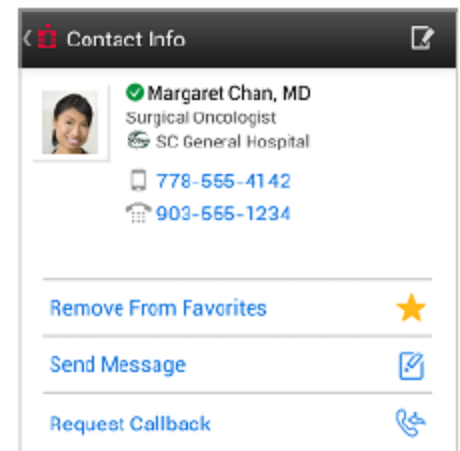 Contact Info
Margaret Chan, MD
Surgical Oncologist
SC General Hospital
778-555-4142
903-555-1234
Remove From Favorites
Send Message
Request Callback